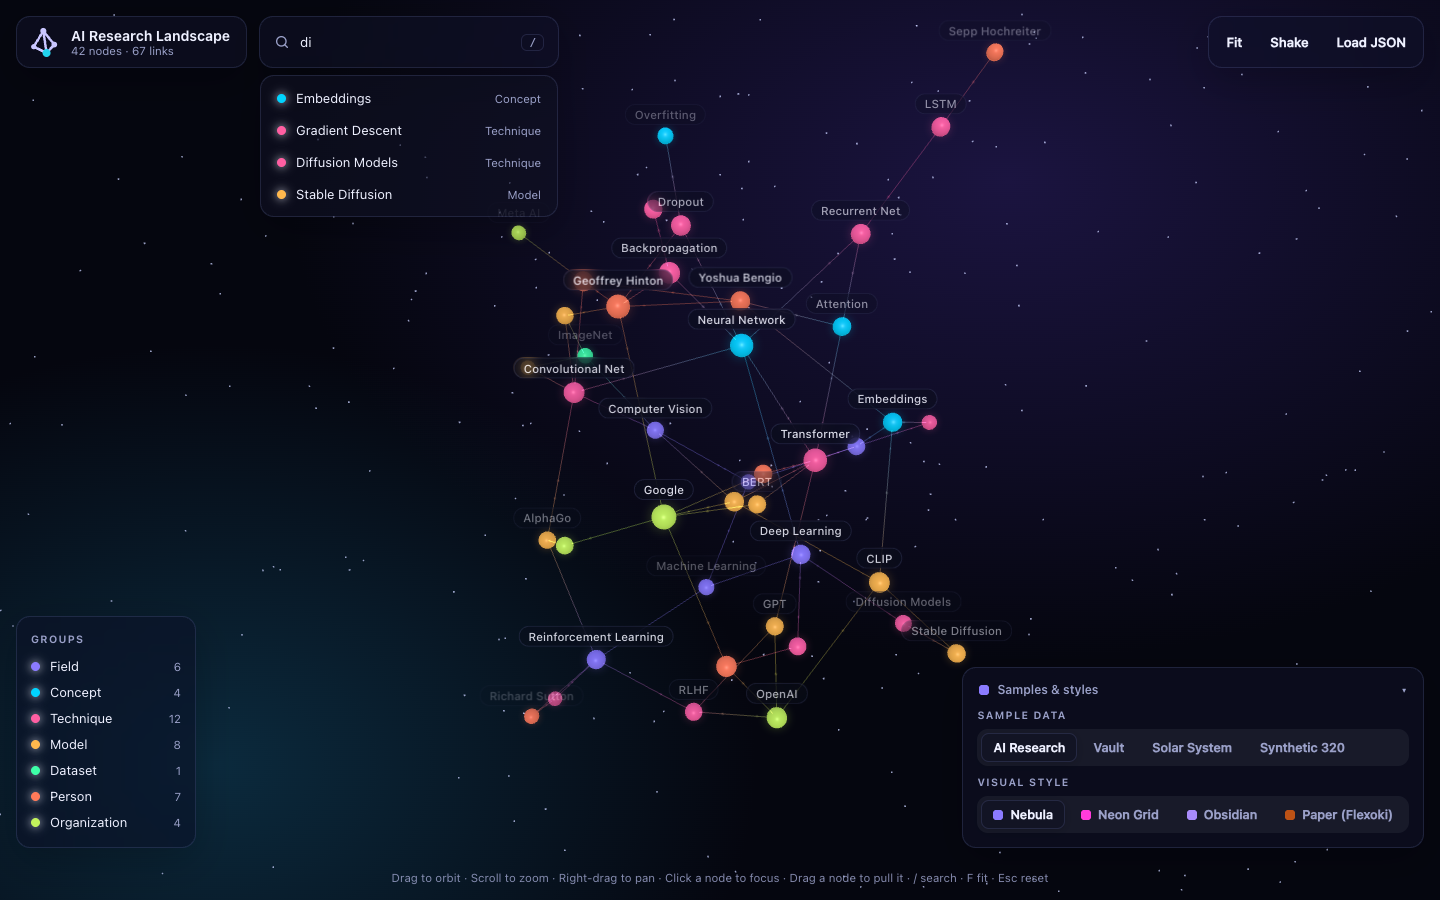 AI Research Landscape
42 nodes · 67 links
di
/
Fit
Shake
Load JSON
Embeddings
Concept
Gradient Descent
Technique
Diffusion Models
Technique
Stable Diffusion
Model
Meta AI
Sepp Hochreiter
LSTM
Overfitting
Dropout
Recurrent Net
Backpropagation
Geoffrey Hinton
Yoshua Bengio
Attention
Neural Network
ImageNet
Convolutional Net
Computer Vision
Embeddings
Transformer
BERT
Google
AlphaGo
Deep Learning
Machine Learning
CLIP
GPT
Diffusion Models
Stable Diffusion
Reinforcement Learning
Richard Sutton
RLHF
OpenAI
GROUPS
Field 6
Concept 4
Technique 12
Model 8
Dataset 1
Person 7
Organization 4
Samples & styles
SAMPLE DATA
AI Research
Vault
Solar System
Synthetic 320
VISUAL STYLE
Nebula
Neon Grid
Obsidian
Paper (Flexoki)
Drag to orbit · Scroll to zoom · Right-drag to pan · Click a node to focus · Drag a node to pull it · / search · F fit · Esc reset